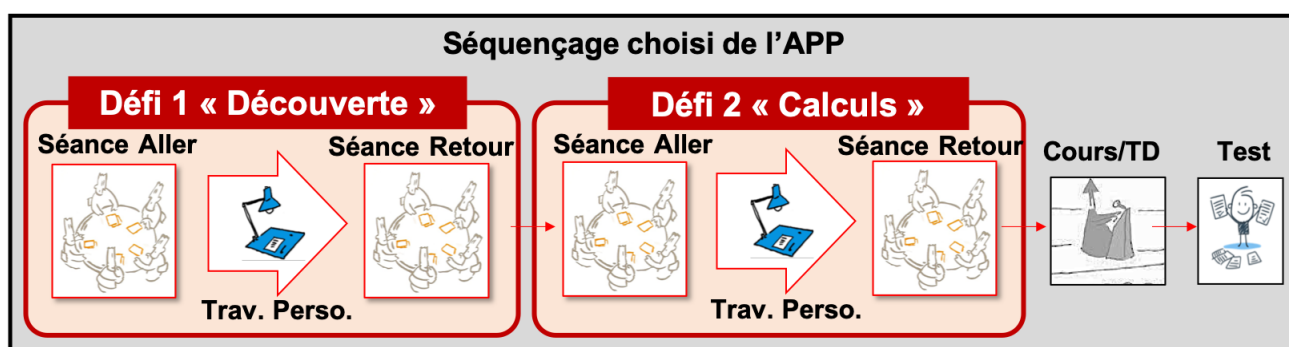 Séquençage choisi de l’APP
Défi 1 « Découverte »
Séance Aller
Séance Retour
Trav. Perso.
Défi 2 « Calculs »
Séance Aller
Séance Retour
Trav. Perso.
Cours/TD
Test